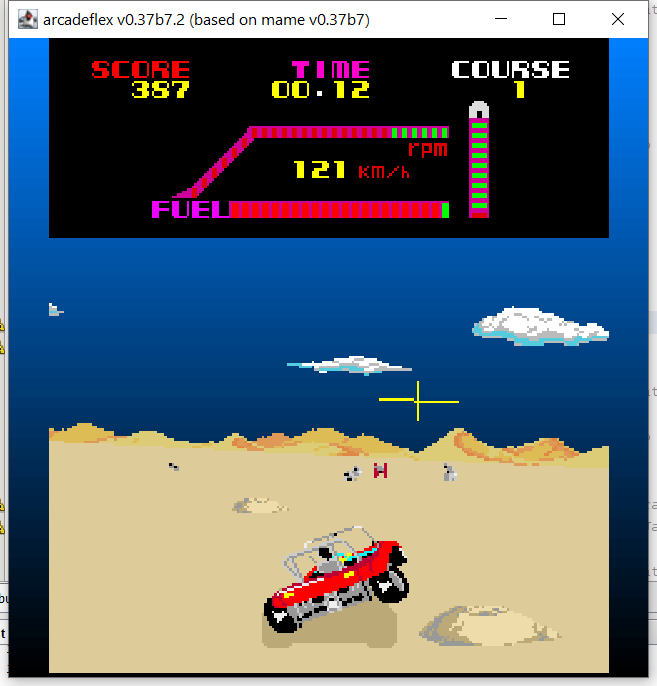 arcadeflex v0.37b7.2 (based on mame v0.37b7)
SCORE TIME COURSE
387 00.12 1
rpm
121 KM/h
FUEL
H